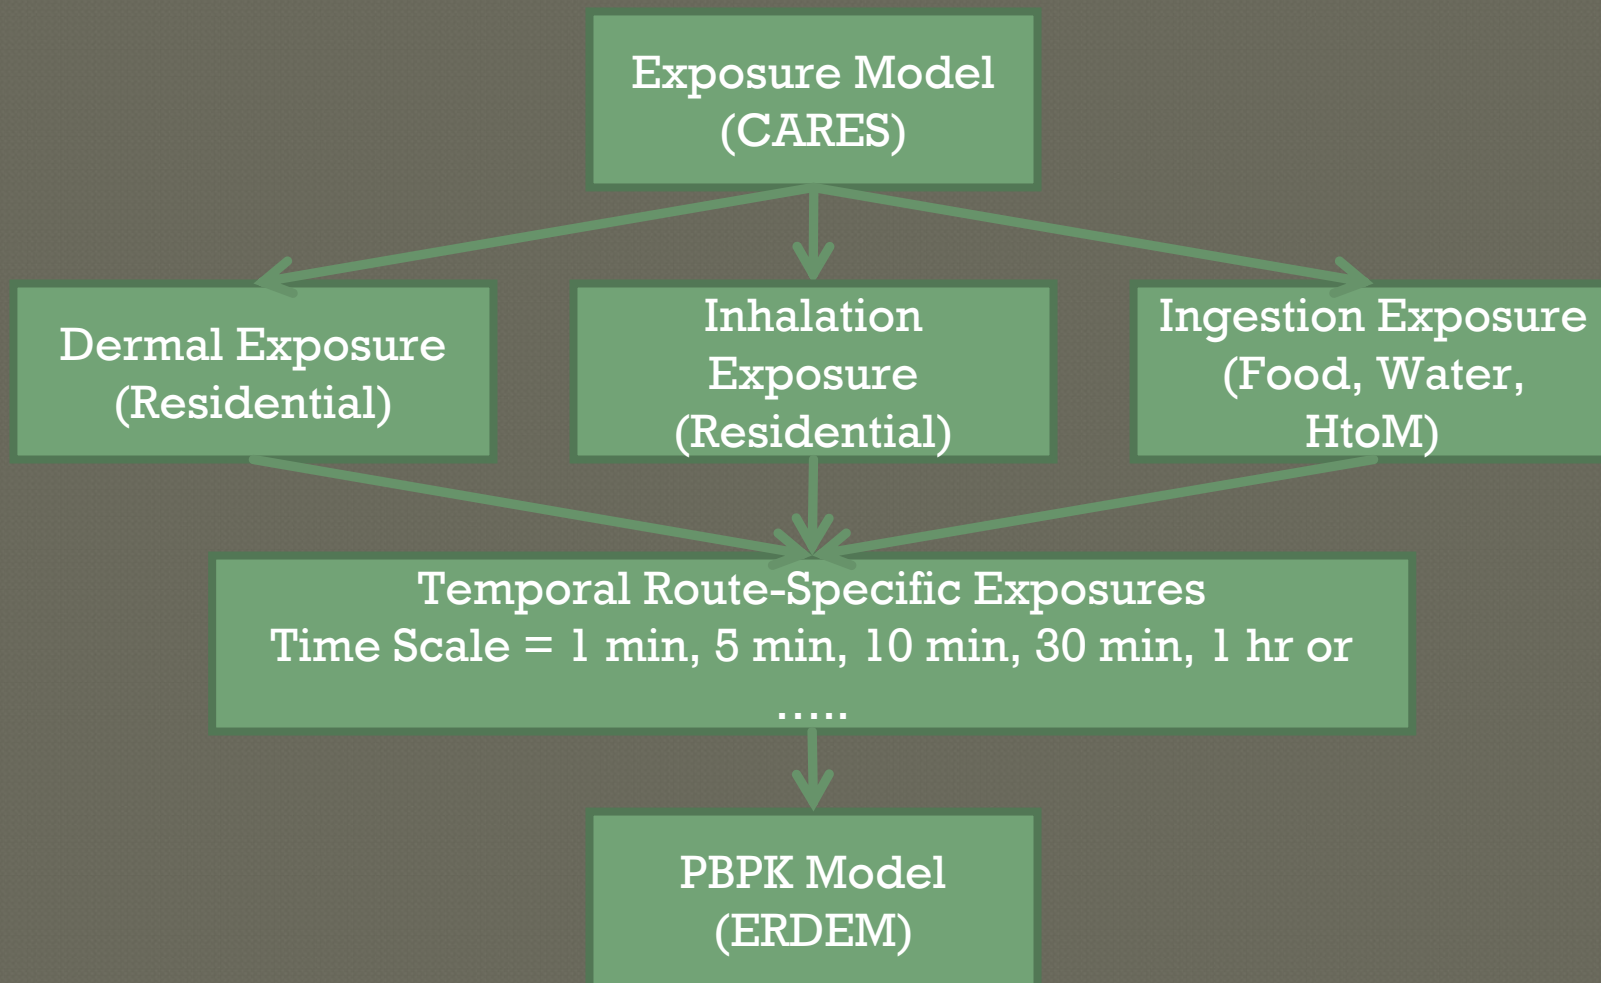 Exposure Model
(CARES)
Dermal Exposure
(Residential)
Inhalation
Exposure
(Residential)
Ingestion Exposure
(Food, Water,
HtoM)
Temporal Route-Specific Exposures
Time Scale = 1 min, 5 min, 10 min, 30 min, 1 hr or
.....
PBPK Model
(ERDEM)